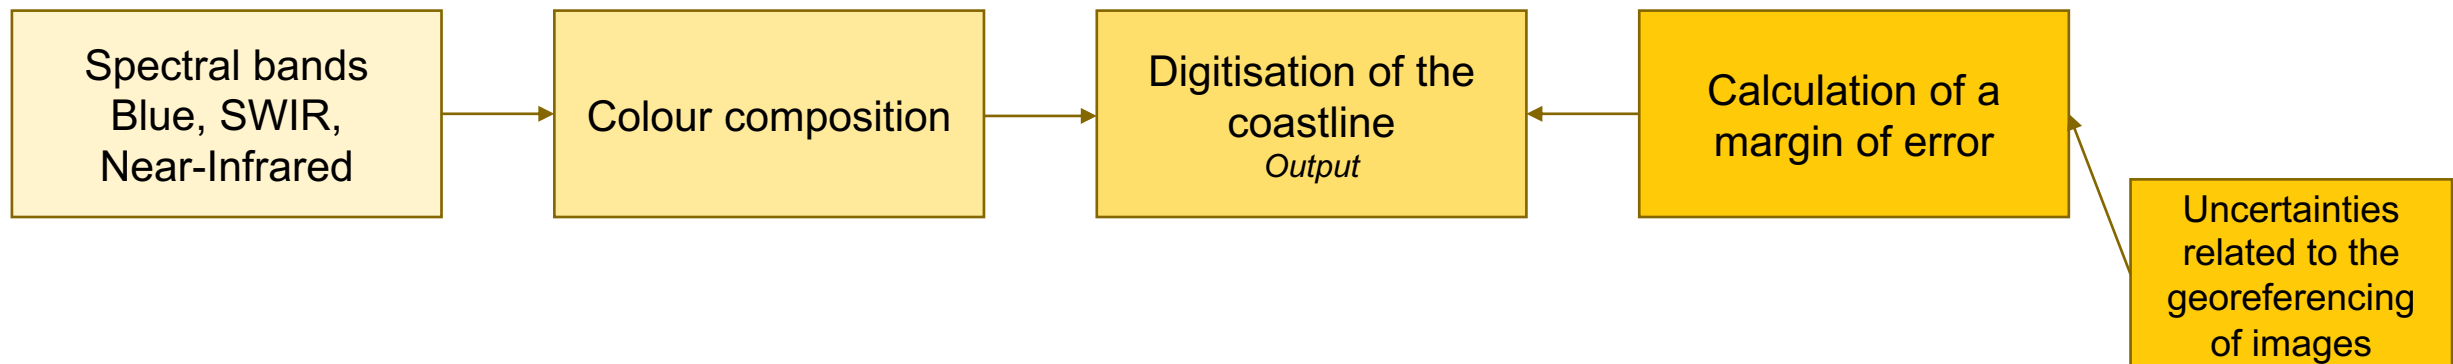 Spectral bands
Blue, SWIR,
Near-Infrared
Colour composition
Digitisation of the
coastline
Output
Calculation of a
margin of error
Uncertainties
related to the
georeferencing
of images